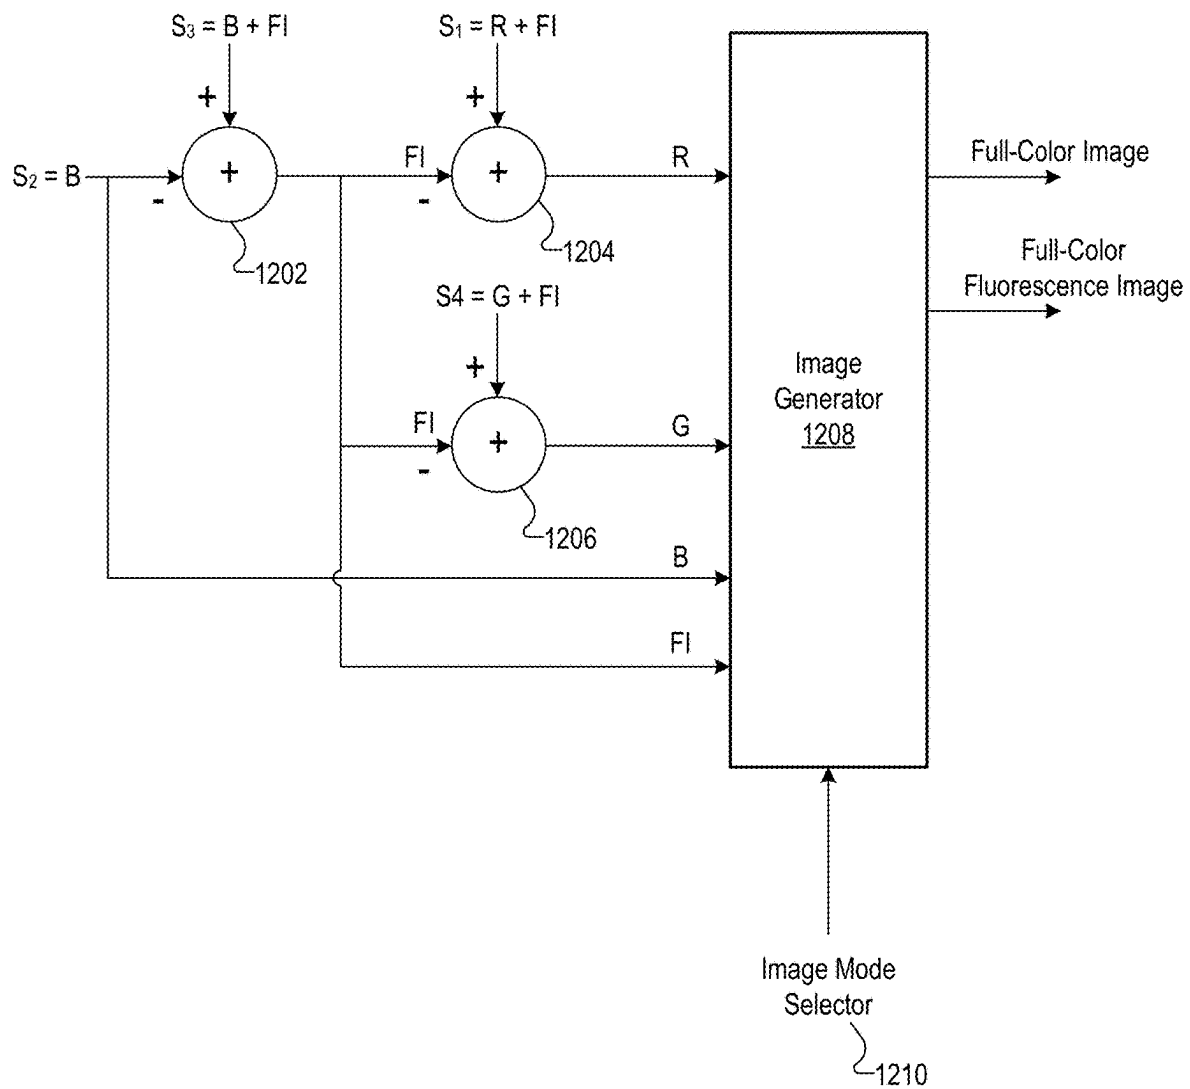 S₃ = B + FI
S₁ = R + FI
+
+
S₂ = B
-
+
FI
-
+
R
Full-Color Image
1202
1204
Full-Color
Fluorescence Image
S4 = G + FI
+
FI
-
+
G
Image
Generator
1208
1206
B
FI
Image Mode
Selector
1210